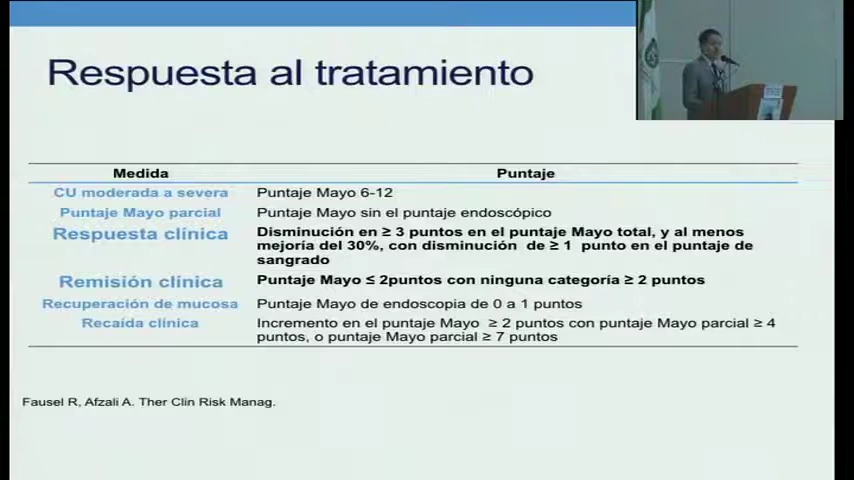 Respuesta al tratamiento
Medida Puntaje
CU moderada a severa Puntaje Mayo 6-12
Puntaje Mayo parcial Puntaje Mayo sin el puntaje endoscópico
Respuesta clínica Disminución en ≥ 3 puntos en el puntaje Mayo total, y al menos
mejoría del 30%, con disminución de ≥ 1 punto en el puntaje de
sangrado
Remisión clínica Puntaje Mayo ≤ 2puntos con ninguna categoría ≥ 2 puntos
Recuperación de mucosa Puntaje Mayo de endoscopia de 0 a 1 puntos
Recaída clínica Incremento en el puntaje Mayo ≥ 2 puntos con puntaje Mayo parcial ≥ 4
puntos, o puntaje Mayo parcial ≥ 7 puntos
Fausel R, Afzali A. Ther Clin Risk Manag.